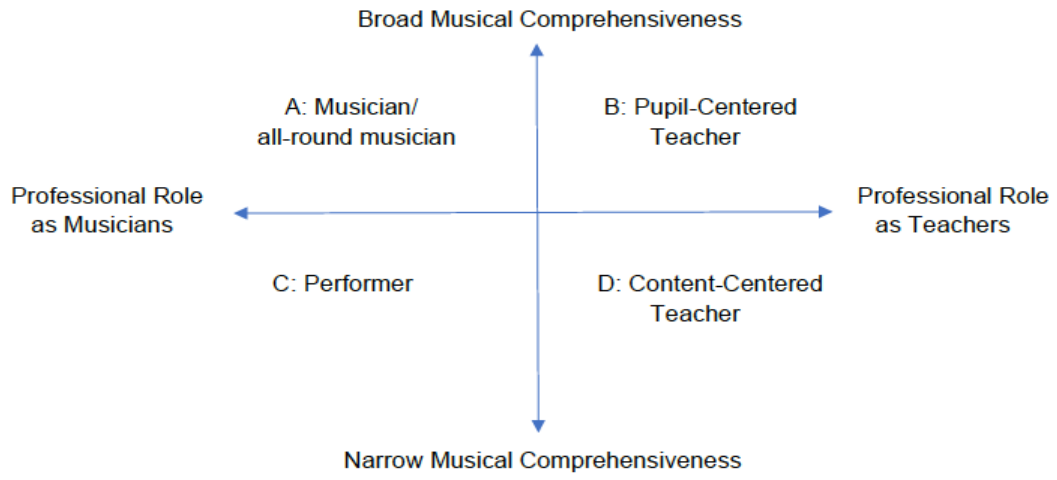 Broad Musical Comprehensiveness
A: Musician/
all-round musician
B: Pupil-Centered
Teacher
Professional Role
as Musicians
Professional Role
as Teachers
C: Performer
D: Content-Centered
Teacher
Narrow Musical Comprehensiveness